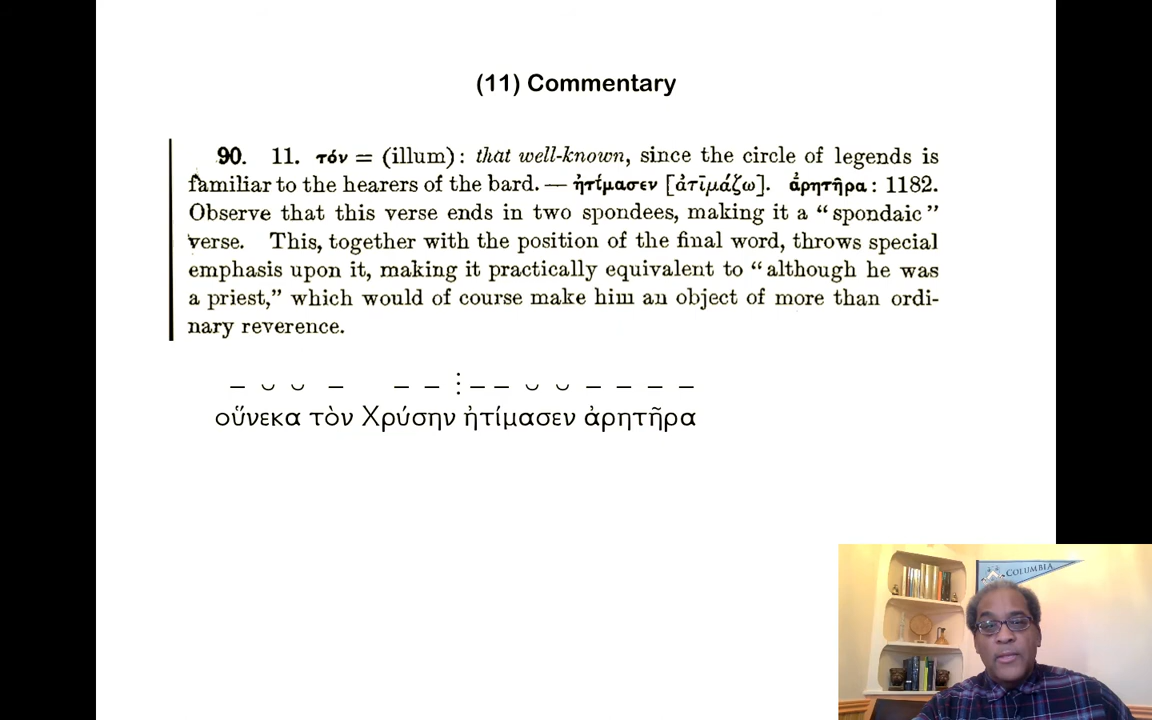 (11) Commentary
90. 11. τόν = (illum): that well-known, since the circle of legends is
familiar to the hearers of the bard. — ἠτίμασεν [ἀτῑμάζω]. ἀ̄ρητῆρα: 1182.
Observe that this verse ends in two spondees, making it a “spondaic”
verse. This, together with the position of the final word, throws special
emphasis upon it, making it practically equivalent to “although he was
a priest,” which would of course make him an object of more than ordi-
nary reverence.
– ⏑ ⏑ – – – ⋮ – – ⏑ ⏑ – – – –
οὕνεκα τὸν Χρύσην ἠτίμασεν ἀρητῆρα
COLUMBIA